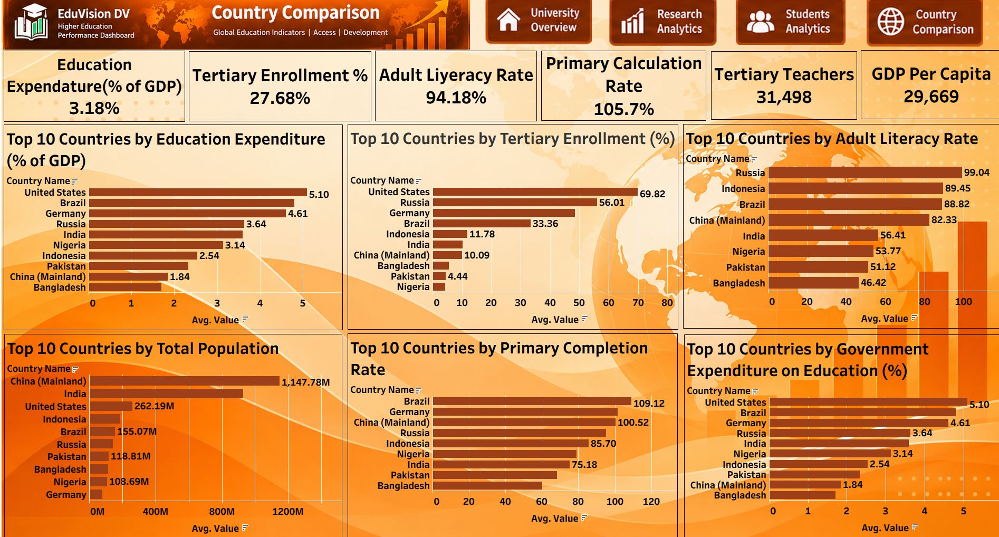 EduVision DV
Higher Education
Performance Dashboard
Country Comparison
Global Education Indicators | Access | Development
University
Overview
Research
Analytics
Students
Analytics
Country
Comparison
Education
Expendature(% of GDP)
3.18%
Tertiary Enrollment %
27.68%
Adult Liyeracy Rate
94.18%
Primary Calculation
Rate
105.7%
Tertiary Teachers
31,498
GDP Per Capita
29,669
Top 10 Countries by Education Expenditure
(% of GDP)
Country Name
United States 5.10
Brazil
Germany 4.61
Russia 3.64
India
Nigeria 3.14
Indonesia 2.54
Pakistan
China (Mainland) 1.84
Bangladesh
0 1 2 3 4 5
Avg. Value
Top 10 Countries by Tertiary Enrollment (%)
Country Name
United States 69.82
Russia 56.01
Germany
Brazil 33.36
Indonesia 11.78
India
China (Mainland) 10.09
Bangladesh
Pakistan 4.44
Nigeria
0 10 20 30 40 50 60 70 80
Avg. Value
Top 10 Countries by Adult Literacy Rate
Country Name
Russia 99.04
Indonesia 89.45
Brazil 88.82
China (Mainland) 82.33
India 56.41
Nigeria 53.77
Pakistan 51.12
Bangladesh 46.42
0 20 40 60 80 100
Avg. Value
Top 10 Countries by Total Population
Country Name
China (Mainland) 1,147.78M
India
United States 262.19M
Indonesia
Brazil 155.07M
Russia
Pakistan 118.81M
Bangladesh
Nigeria 108.69M
Germany
0M 400M 800M 1200M
Avg. Value
Top 10 Countries by Primary Completion
Rate
Country Name
Brazil 109.12
Germany
China (Mainland) 100.52
Russia
Indonesia 85.70
Nigeria
India 75.18
Pakistan
Bangladesh
0 20 40 60 80 100 120
Avg. Value
Top 10 Countries by Government
Expenditure on Education (%)
Country Name
United States 5.10
Brazil
Germany 4.61
Russia 3.64
India
Nigeria 3.14
Indonesia 2.54
Pakistan
China (Mainland) 1.84
Bangladesh
0 1 2 3 4 5
Avg. Value